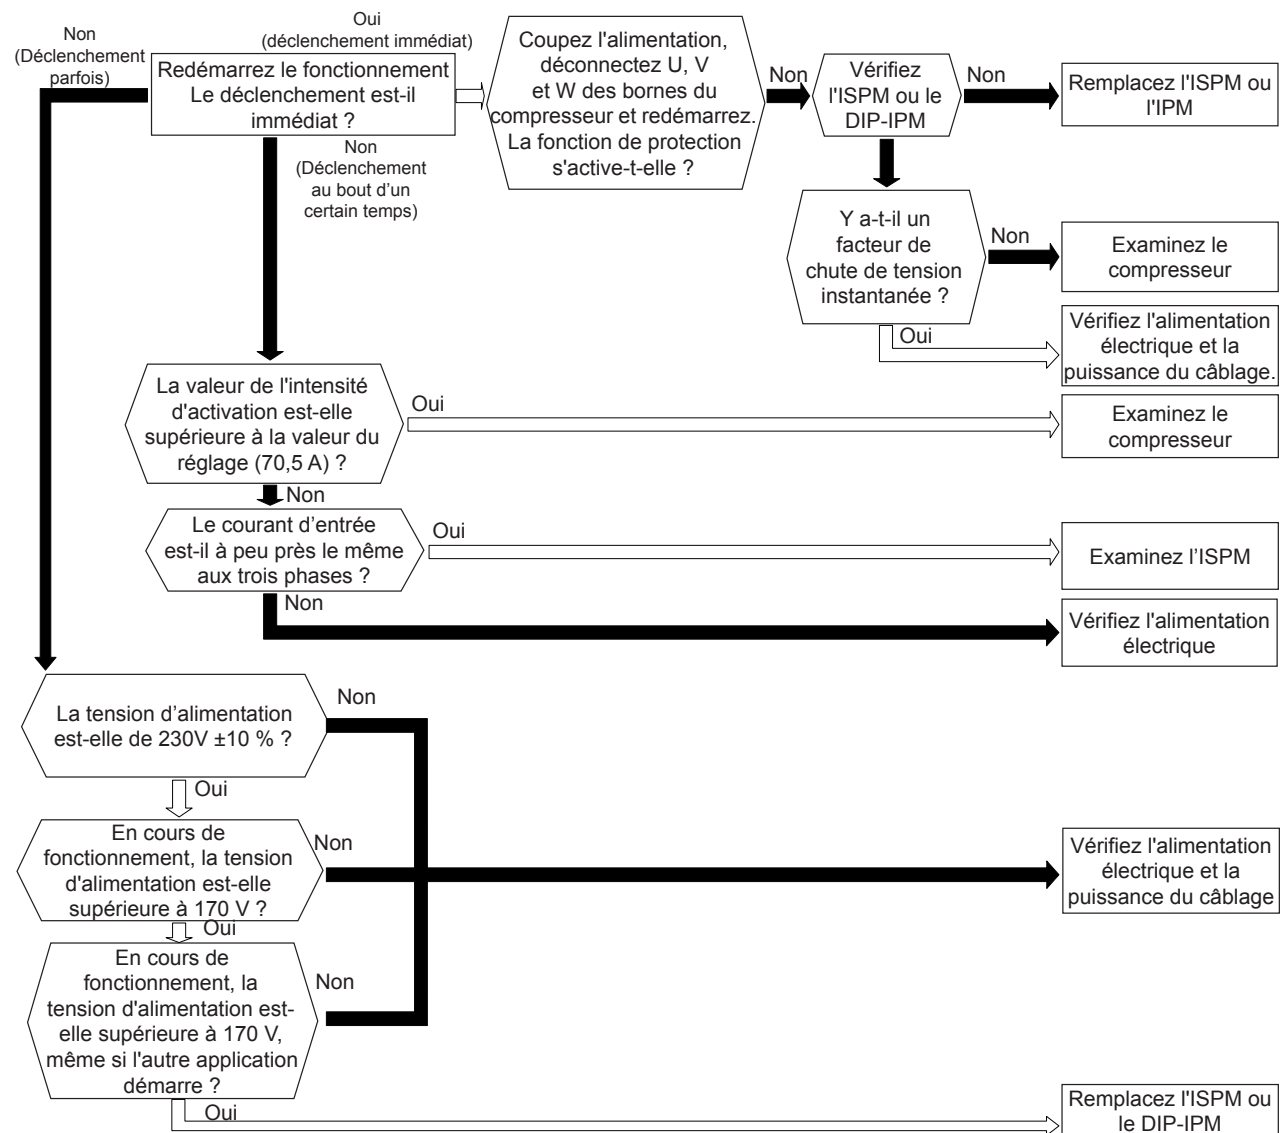 Non
(Déclenchement
parfois)
Oui
(déclenchement immédiat)
Redémarrez le fonctionnement
Le déclenchement est-il
immédiat ?
Non
(Déclenchement
au bout d'un
certain temps)
Coupez l'alimentation,
déconnectez U, V
et W des bornes du
compresseur et redémarrez.
La fonction de protection
s'active-t-elle ?
Non
Vérifiez
l'ISPM ou le
DIP-IPM
Non
Remplacez l'ISPM ou
l'IPM
Y a-t-il un
facteur de
chute de tension
instantanée ?
Non
Examinez le
compresseur
Oui
Vérifiez l'alimentation
électrique et la
puissance du câblage.
La valeur de l'intensité
d'activation est-elle
supérieure à la valeur du
réglage (70,5 A) ?
Oui
Examinez le
compresseur
Non
Le courant d'entrée
est-il à peu près le même
aux trois phases ?
Oui
Examinez l'ISPM
Non
Vérifiez l'alimentation
électrique
La tension d'alimentation
est-elle de 230V ±10 % ?
Non
Oui
En cours de
fonctionnement, la tension
d'alimentation est-elle
supérieure à 170 V ?
Non
Vérifiez l'alimentation
électrique et la
puissance du câblage
Oui
En cours de
fonctionnement, la
tension d'alimentation est-
elle supérieure à 170 V,
même si l'autre application
démarre ?
Non
Oui
Remplacez l'ISPM ou
le DIP-IPM